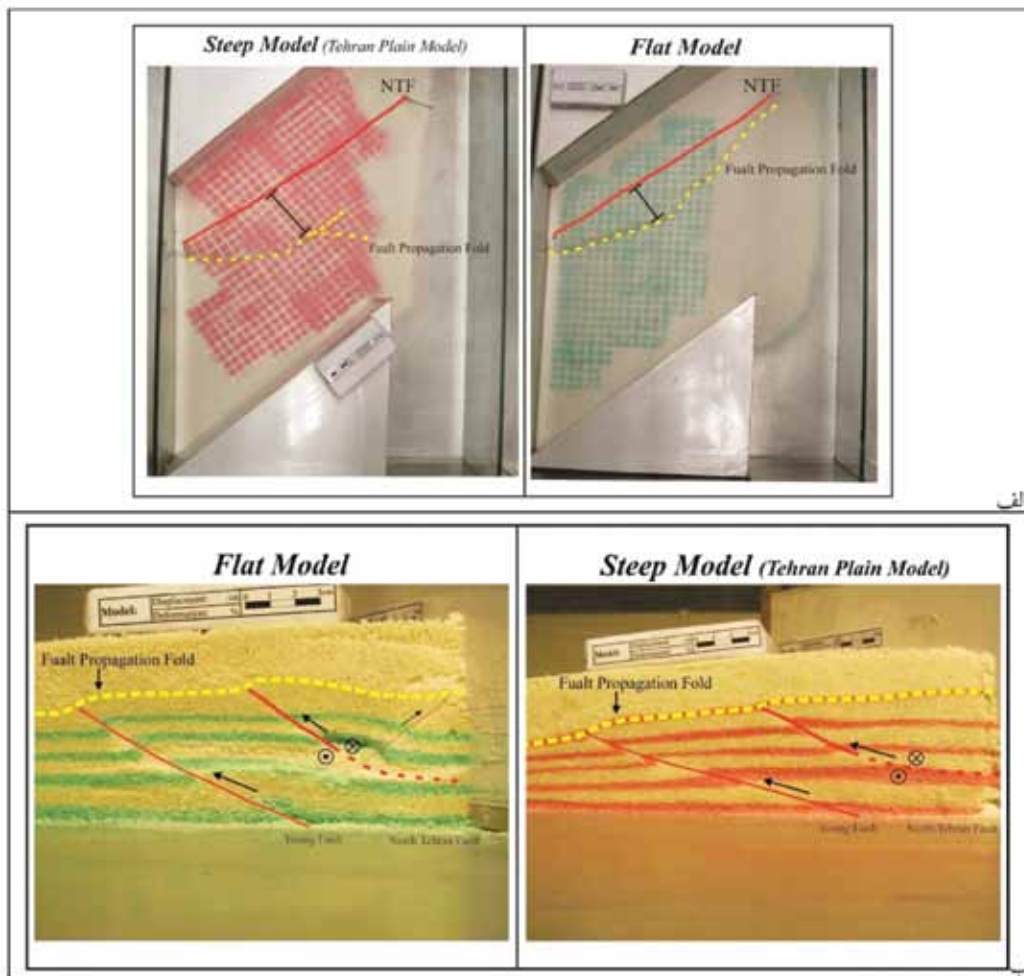 Steep Model (Tehran Plain Model)
NTF
Fualt Propagation Fold
Flat Model
NTF
Fualt Propagation Fold
الف
Flat Model
Model:
Displacement:
Deformation:
Fualt Propagation Fold
Young Fault
North Tehran Fault
Steep Model (Tehran Plain Model)
Model:
Fualt Propagation Fold
Young Fault
North Tehran Fault
ب